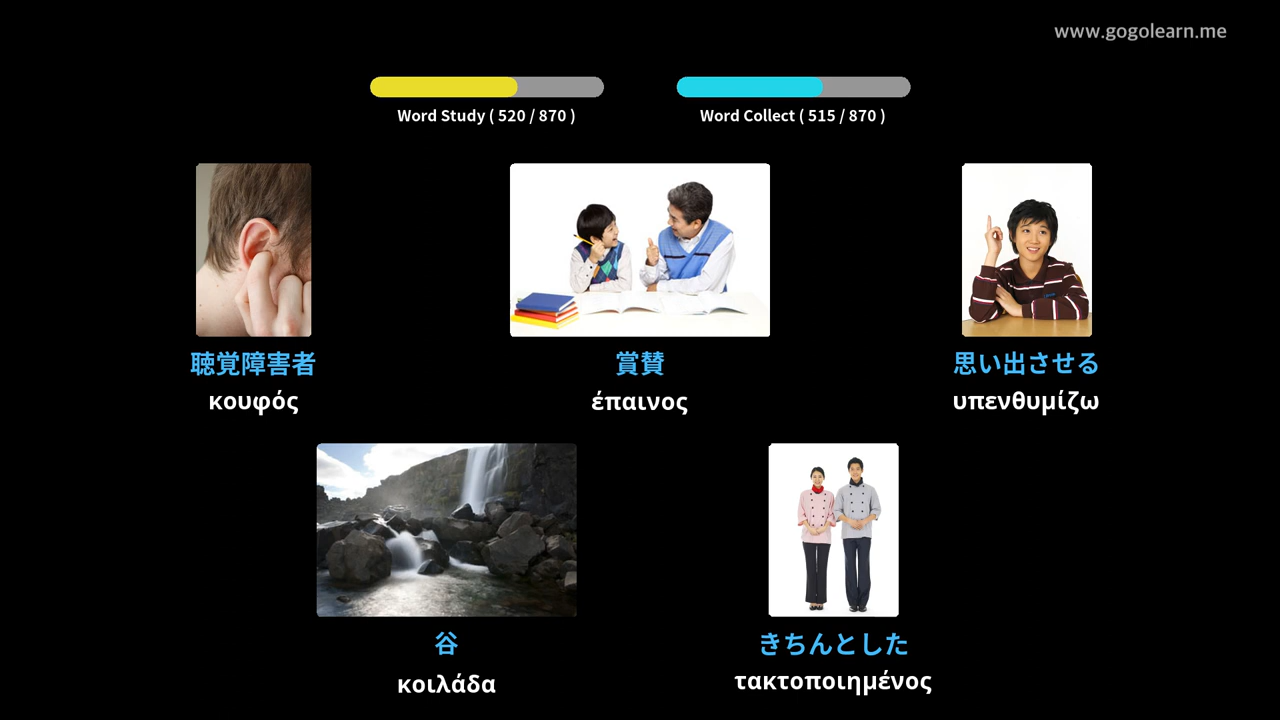 www.gogolearn.me
Word Study ( 520 / 870 )
Word Collect ( 515 / 870 )
聴覚障害者
κουφός
賞賛
έπαινος
思い出させる
υπενθυμίζω
谷
κοιλάδα
きちんとした
τακτοποιημένος